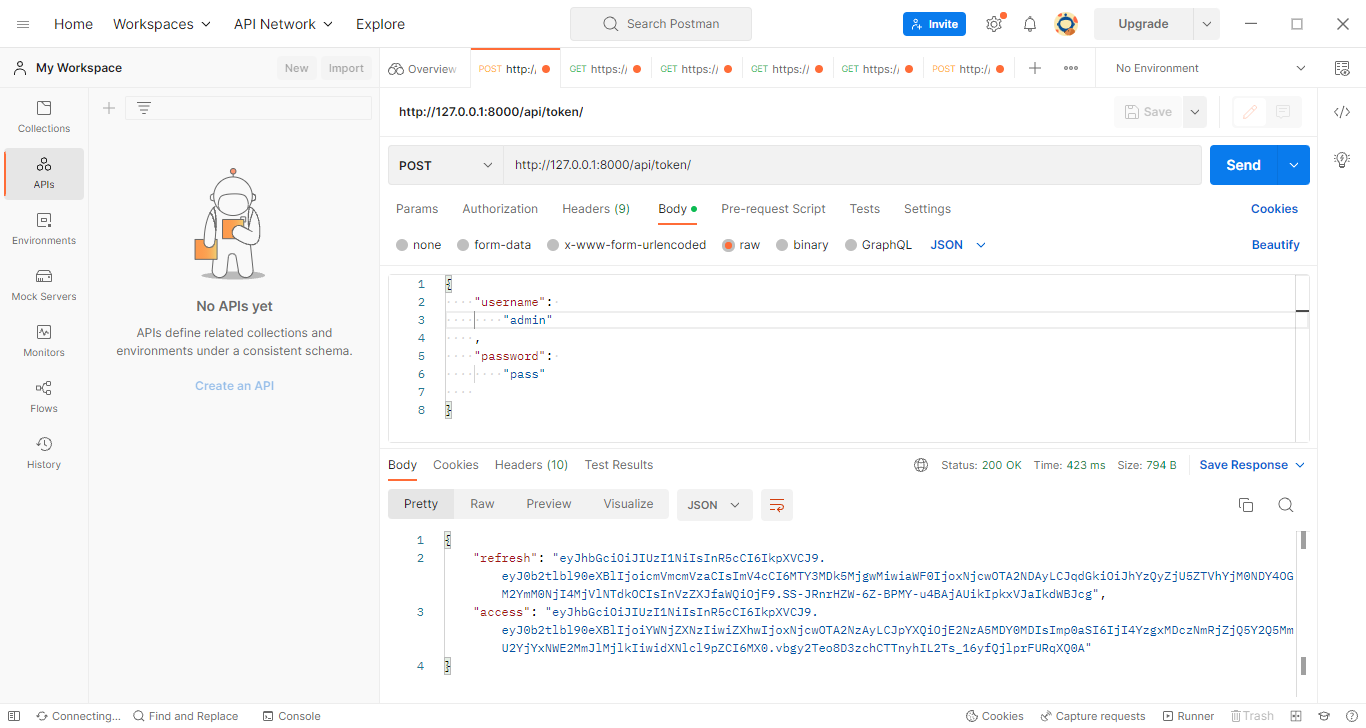 Home Workspaces API Network Explore Search Postman Invite Upgrade
My Workspace New Import Overview POST http:/, GET https:/ GET https:/ GET https:/ GET https:/ POST http:/ No Environment
Collections
APIs
Environments
Mock Servers
Monitors
Flows
History
No APIs yet
APIs define related collections and
environments under a consistent schema.
Create an API
http://127.0.0.1:8000/api/token/ Save
POST http://127.0.0.1:8000/api/token/ Send
Params Authorization Headers (9) Body Pre-request Script Tests Settings Cookies
none form-data x-www-form-urlencoded raw binary GraphQL JSON Beautify
1 {
2 "username":
3 "admin"
4 ,
5 "password":
6 "pass"
7
8 }
Body Cookies Headers (10) Test Results Status: 200 OK Time: 423 ms Size: 794 B Save Response
Pretty Raw Preview Visualize JSON
1 {
2 "refresh": "eyJhbGciOiJIUzI1NiIsInR5cCI6IkpXVCJ9.
eyJ0b2tlbl90eXBlIjoicmVmcmVzaCIsImV4cCI6MTY3MDk5MjgwMiwiaWF0IjoxNjcwOTA2NDAyLCJqdGkiOiJhYzQyZjU5ZTVhYjM0NDY4OG
M2YmM0NjI4MjVlNTdkOCIsInVzZXJfaWQiOjF9.SS-JRnrHZW-6Z-BPMY-u4BAjAUikIpkxVJaIkdWBJcg",
3 "access": "eyJhbGciOiJIUzI1NiIsInR5cCI6IkpXVCJ9.
eyJ0b2tlbl90eXBlIjoiYWNjZXNzIiwiZXhwIjoxNjcwOTA2NzAyLCJpYXQiOjE2NzA5MDY0MDIsImp0aSI6IjI4YzgxMDczNmRjZjQ5Y2Q5Mm
U2YjYxNWE2MmJlMjlkIiwidXNlcl9pZCI6MX0.vbgy2Teo8D3zchCTTnyhIL2Ts_16yfQjlprFURqXQ0A"
4 }
Connecting... Find and Replace Console Cookies Capture requests Runner Trash